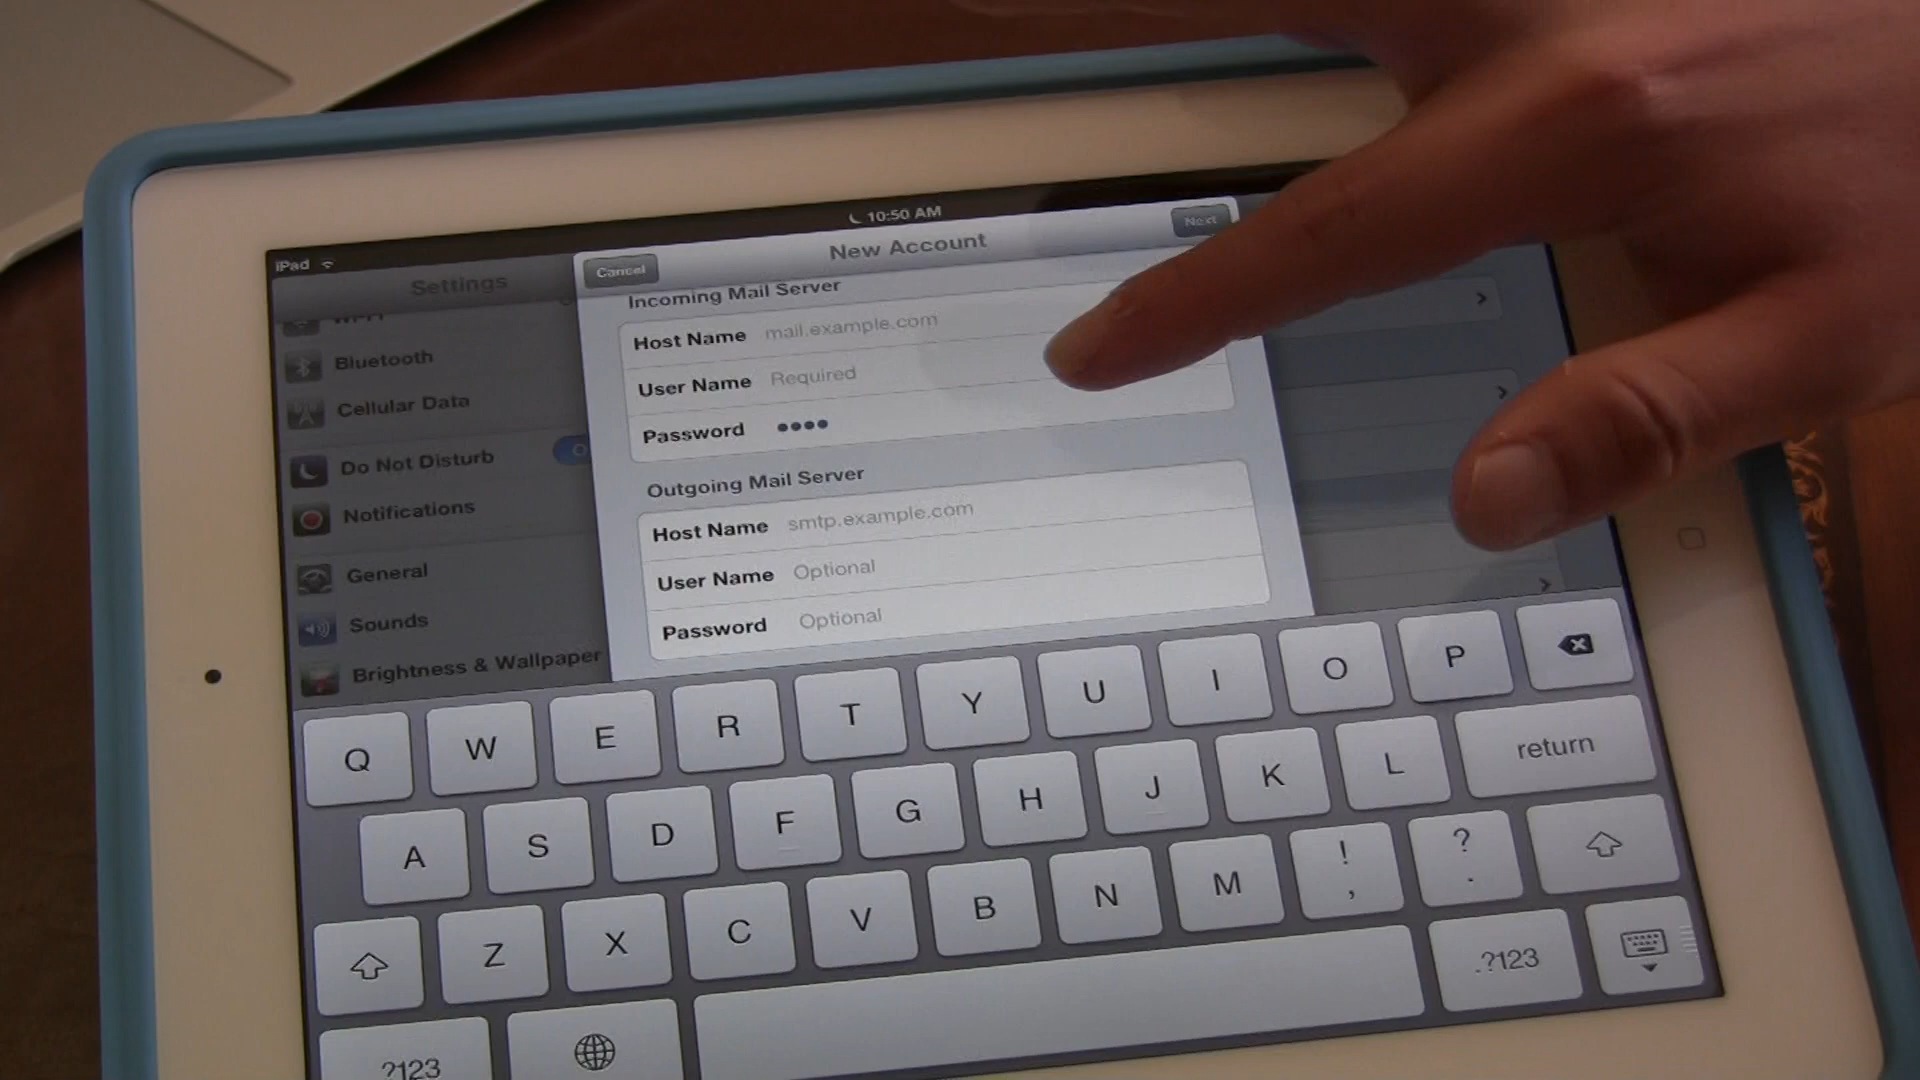 iPad
10:50 AM
Settings
Cancel
New Account
Next
Wi-Fi
Bluetooth
Cellular Data
Do Not Disturb
Notifications
General
Sounds
Brightness & Wallpaper
Incoming Mail Server
Host Name mail.example.com
User Name Required
Password ••••
Outgoing Mail Server
Host Name smtp.example.com
User Name Optional
Password Optional
Q W E R T Y U I O P
A S D F G H J K L return
Z X C V B N M ! , ? .
.?123 .?123